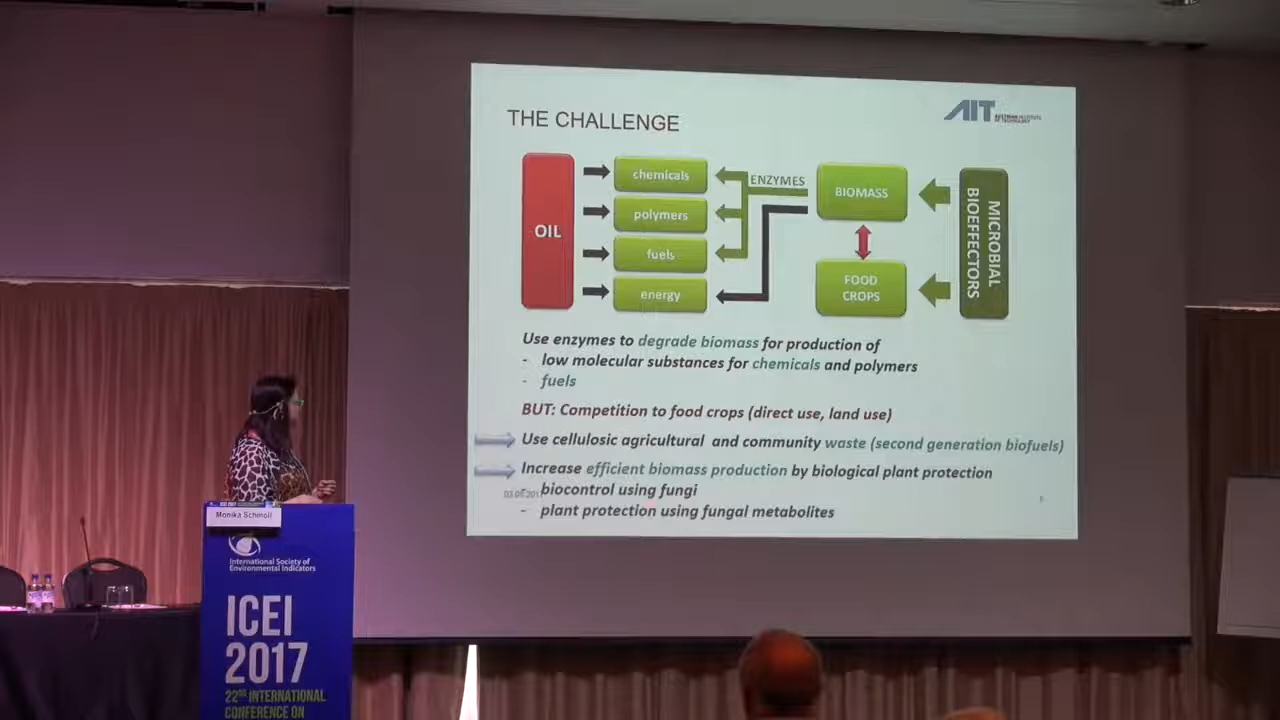 THE CHALLENGE
AIT AUSTRIAN INSTITUTE
OF TECHNOLOGY
OIL
chemicals
polymers
fuels
energy
ENZYMES
BIOMASS
FOOD
CROPS
MICROBIAL
BIOEFFECTORS
Use enzymes to degrade biomass for production of
- low molecular substances for chemicals and polymers
- fuels
BUT: Competition to food crops (direct use, land use)
Use cellulosic agricultural and community waste (second generation biofuels)
Increase efficient biomass production by biological plant protection
- biocontrol using fungi
- plant protection using fungal metabolites
Monika Schmoll
International Society of
Environmental Indicators
ICEI
2017
22ND INTERNATIONAL
CONFERENCE ON